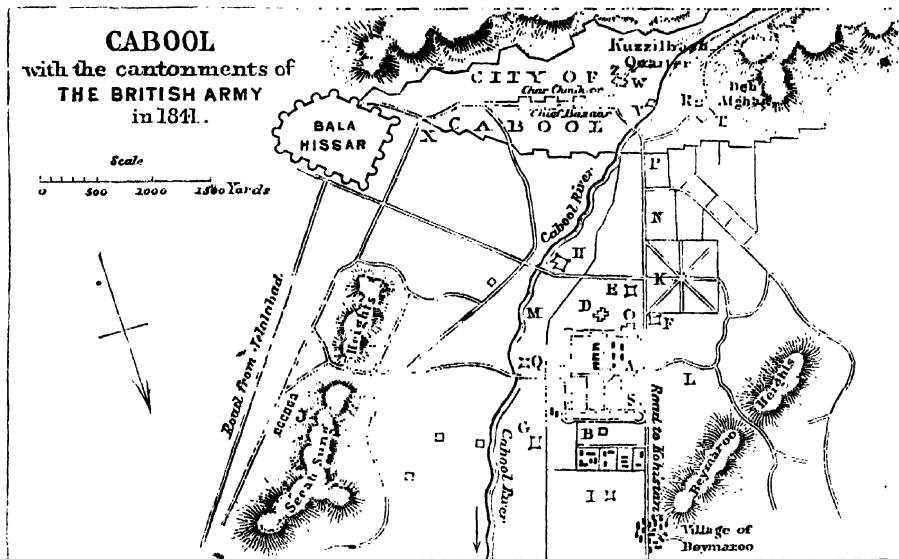 CABOOL
with the cantonments of
THE BRITISH ARMY
in 1841.
Scale
0 500 1000 1500 Yards
BALA
HISSAR
CITY OF
CABOOL
Kuzzilbash
Quarter
Char Chouk
Chief Bazaar
Deh
Afghan
Z
W
V
R
T
X
P
N
K
H
E
D
C
F
M
Q
A
L
S
G
B
I
Cabool River
Cabool River
Road from Jelalabad
Heights
Seeah Sung
Road to Kohistan
Heights
Beymaroo
Village of
Beymaroo